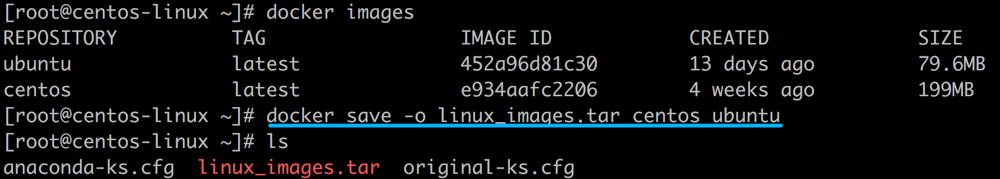 [root@centos-linux ~]# docker images
REPOSITORY          TAG                 IMAGE ID            CREATED             SIZE
ubuntu              latest              452a96d81c30        13 days ago         79.6MB
centos              latest              e934aafc2206        4 weeks ago         199MB
[root@centos-linux ~]# docker save -o linux_images.tar centos ubuntu
[root@centos-linux ~]# ls
anaconda-ks.cfg  linux_images.tar  original-ks.cfg